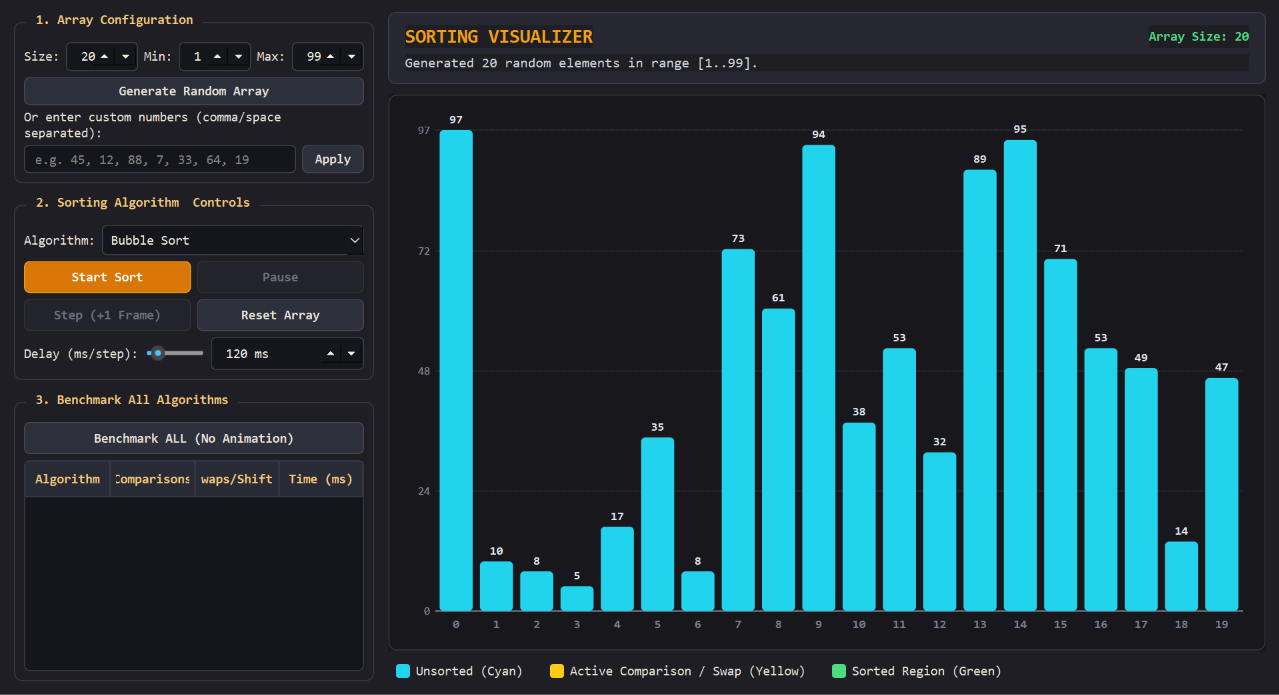 1. Array Configuration
Size: 20 Min: 1 Max: 99
Generate Random Array
Or enter custom numbers (comma/space
separated):
e.g. 45, 12, 88, 7, 33, 64, 19 Apply
2. Sorting Algorithm Controls
Algorithm: Bubble Sort
Start Sort Pause
Step (+1 Frame) Reset Array
Delay (ms/step): 120 ms
3. Benchmark All Algorithms
Benchmark ALL (No Animation)
Algorithm Comparisons waps/Shift Time (ms)
SORTING VISUALIZER Array Size: 20
Generated 20 random elements in range [1..99].
97 10 8 5 17 35 8 73 61 94 38 53 32 89 95 71 53 49 14 47
97
72
48
24
0
0 1 2 3 4 5 6 7 8 9 10 11 12 13 14 15 16 17 18 19
Unsorted (Cyan) Active Comparison / Swap (Yellow) Sorted Region (Green)